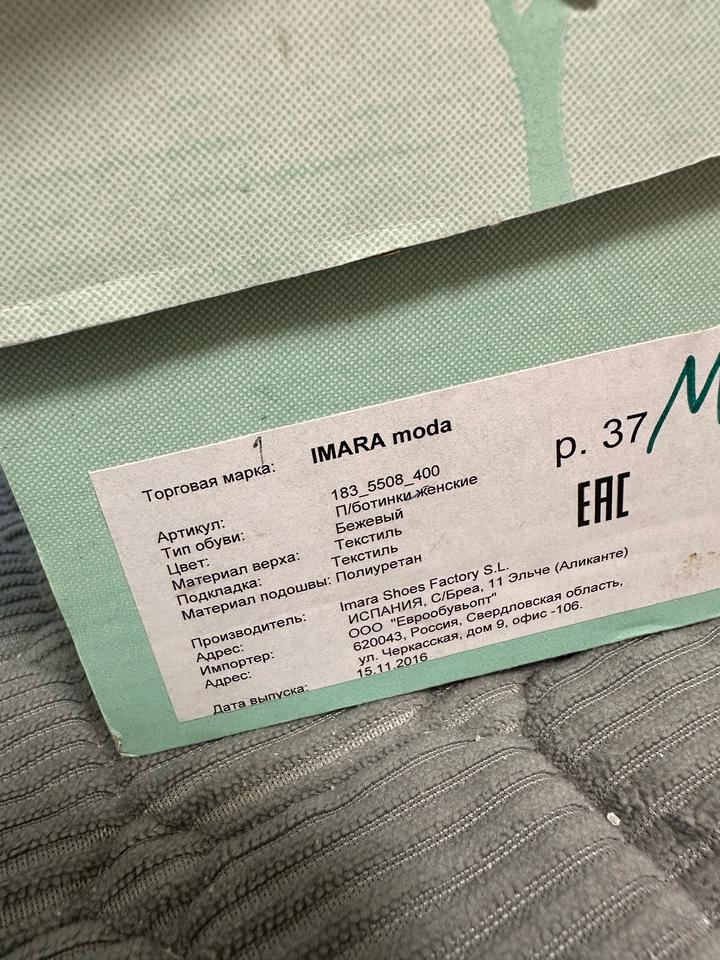 Торговая марка: IMARA moda
р. 37 M
EAC
Артикул: 183_5508_400
Тип обуви: П/ботинки женские
Цвет: Бежевый
Материал верха: Текстиль
Подкладка: Текстиль
Материал подошвы: Полиуретан
Производитель: Imara Shoes Factory S.L.
Адрес: ИСПАНИЯ, С/Бреа, 11 Эльче (Аликанте)
Импортер: ООО "Еврообувьопт"
Адрес: 620043, Россия, Свердловская область,
ул. Черкасская, дом 9, офис -106.
Дата выпуска: 15.11.2016